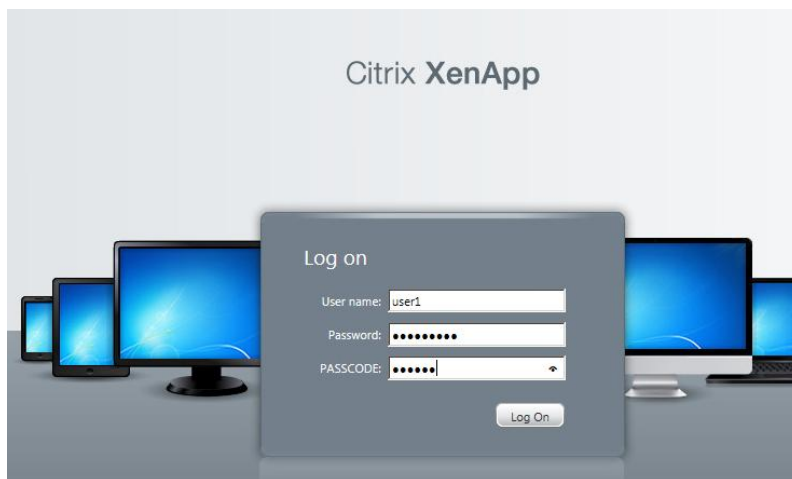 Citrix XenApp
Log on
User name: user1
Password: •••••••••
PASSCODE: ••••••
Log On